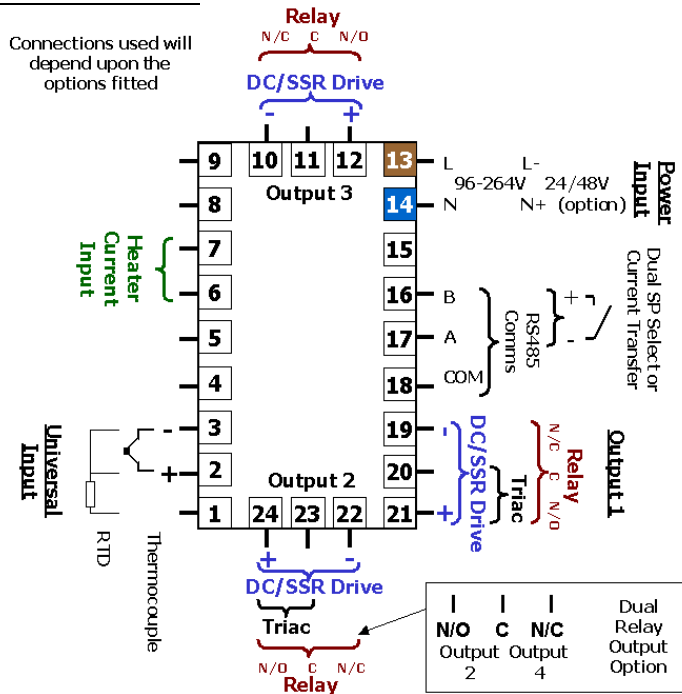 Connections used will
depend upon the
options fitted
Relay
N/C C N/O
DC/SSR Drive
- +
9 10 11 12 13
Output 3
8 14
7 15
6 16
5 17
4 18
3 19
2 20
Output 2
1 24 23 22 21
L L-
96-264V 24/48V
N N+ (option)
Power
Input
Heater
Current
Input
B
A
COM
RS485
Comms
+
-
Dual SP Select or
Current Transfer
Universal
Input
-
+
RTD
Thermocouple
-
+
DC/SSR Drive
Triac
N/C C N/O
Relay
Output 1
+ -
DC/SSR Drive
Triac
N/O C N/C
Relay
N/O C N/C
Output Output
2 4
Dual
Relay
Output
Option